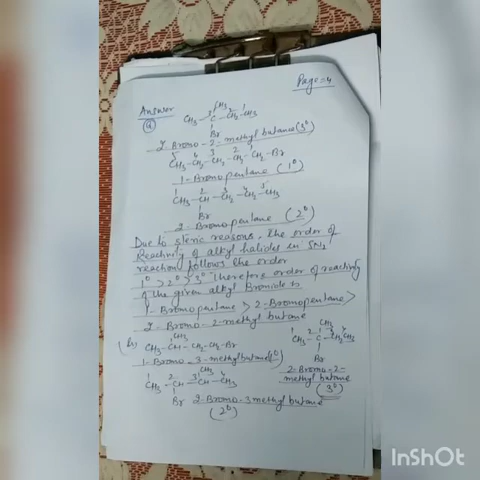 Page=4
Answer
(a)
CH3
CH3 - C - CH2-CH3
Br
2 Bromo-2-methyl butane (3°)
CH3-CH2-CH2-CH2-CH2-Br
1-Bromopentane (1°)
CH3-CH-CH2-CH2-CH3
Br
2-Bromopentane (2°)
Due to steric reasons, the order of
Reactivity of alkyl halides in SN2
reaction follows the order
1° > 2° > 3° Therefore order of reactivity
of the given alkyl Bromide is
1-Bromopentane > 2-Bromopentane >
2-Bromo-2-methyl butane
(b)
CH3
CH3-CH-CH2-CH2-Br
1-Bromo-3-methylbutane (1°)
CH3
CH3-C-CH2-CH3
Br
2-Bromo-2-
methyl butane
(3°)
CH3
CH3-CH-CH-CH3
Br
2-Bromo-3methyl butane
(2°)
InShOt